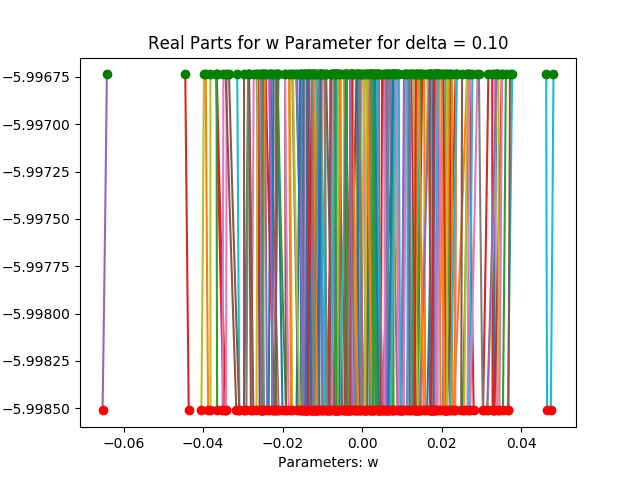 Real Parts for w Parameter for delta = 0.10
−5.99675
−5.99700
−5.99725
−5.99750
−5.99775
−5.99800
−5.99825
−5.99850
−0.06 −0.04 −0.02 0.00 0.02 0.04
Parameters: w